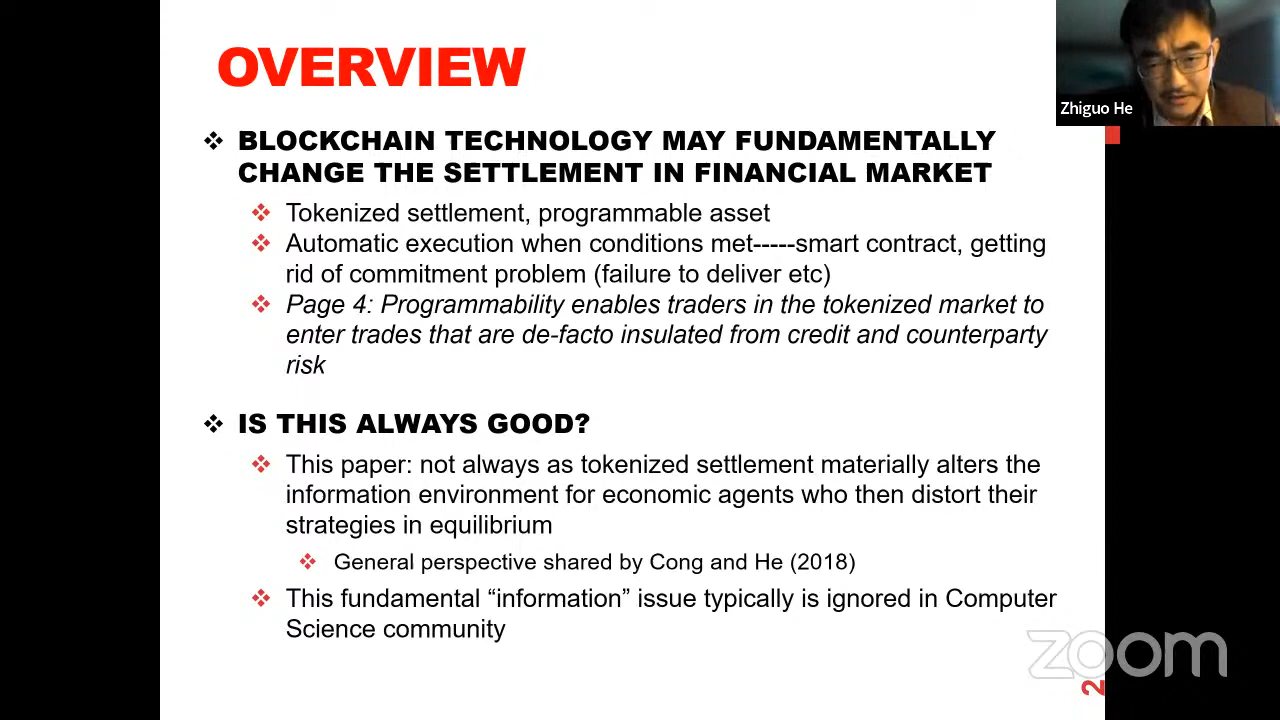 OVERVIEW
Zhiguo He
BLOCKCHAIN TECHNOLOGY MAY FUNDAMENTALLY
CHANGE THE SETTLEMENT IN FINANCIAL MARKET
Tokenized settlement, programmable asset
Automatic execution when conditions met-----smart contract, getting
rid of commitment problem (failure to deliver etc)
Page 4: Programmability enables traders in the tokenized market to
enter trades that are de-facto insulated from credit and counterparty
risk
IS THIS ALWAYS GOOD?
This paper: not always as tokenized settlement materially alters the
information environment for economic agents who then distort their
strategies in equilibrium
General perspective shared by Cong and He (2018)
This fundamental “information” issue typically is ignored in Computer
Science community
zoom
2